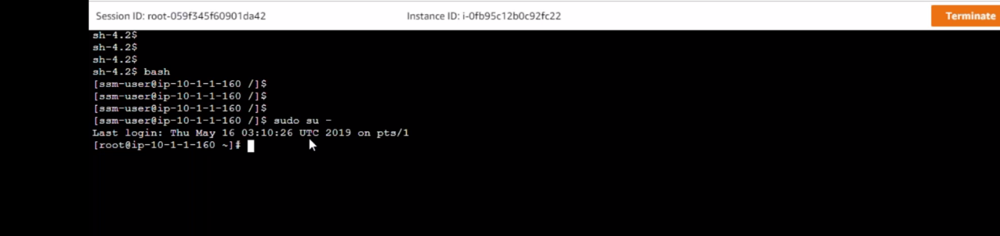 Session ID: root-059f345f60901da42 Instance ID: i-0fb95c12b0c92fc22 Terminate
sh-4.2$
sh-4.2$
sh-4.2$
sh-4.2$ bash
[ssm-user@ip-10-1-1-160 /]$
[ssm-user@ip-10-1-1-160 /]$
[ssm-user@ip-10-1-1-160 /]$
[ssm-user@ip-10-1-1-160 /]$ sudo su -
Last login: Thu May 16 03:10:26 UTC 2019 on pts/1
[root@ip-10-1-1-160 ~]#